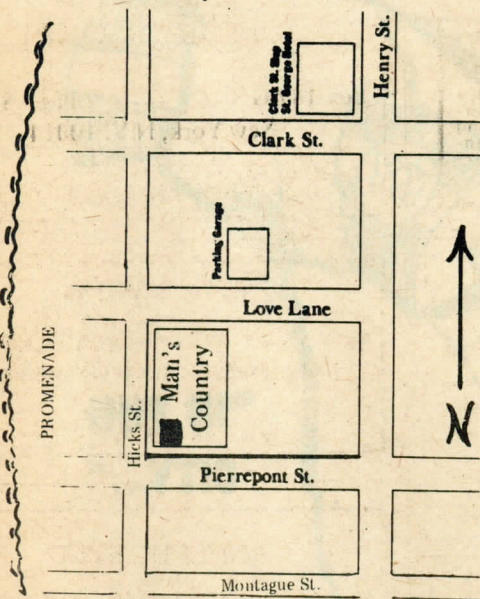 Henry St.
Clark St. Stop
St. George Hotel
Clark St.
Parking Garage
Love Lane
PROMENADE
Hicks St.
Man's
Country
N
Pierrepont St.
Montague St.